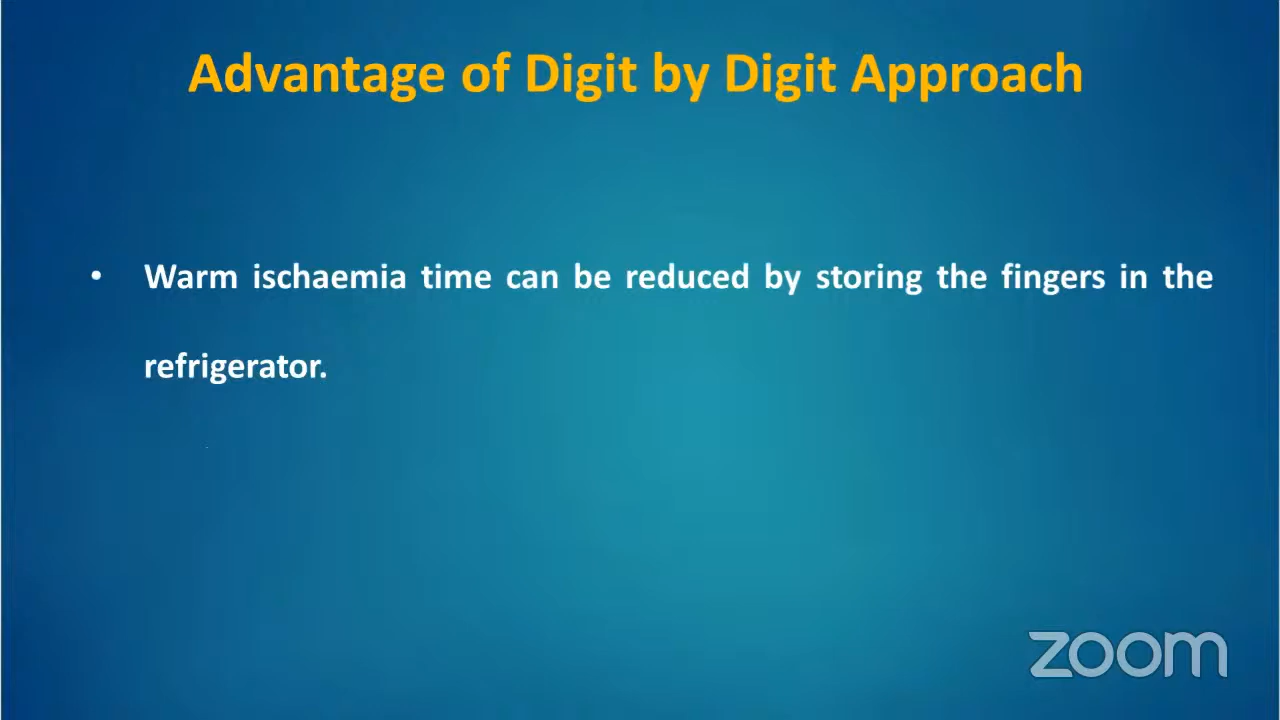 Advantage of Digit by Digit Approach
• Warm ischaemia time can be reduced by storing the fingers in the
refrigerator.
zoom